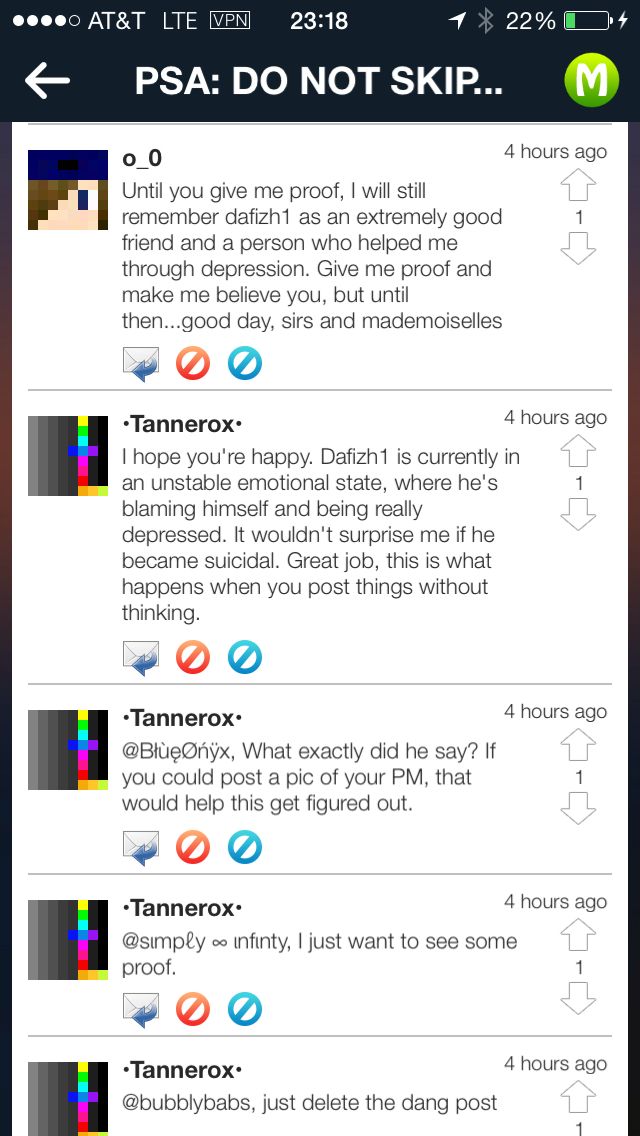 AT&T LTE VPN 23:18 22%
PSA: DO NOT SKIP...
M
o_0
4 hours ago
Until you give me proof, I will still
remember dafizh1 as an extremely good
friend and a person who helped me
through depression. Give me proof and
make me believe you, but until
then...good day, sirs and mademoiselles
1
•Tannerox•
4 hours ago
I hope you're happy. Dafizh1 is currently in
an unstable emotional state, where he's
blaming himself and being really
depressed. It wouldn't surprise me if he
became suicidal. Great job, this is what
happens when you post things without
thinking.
1
•Tannerox•
4 hours ago
@BłùęØńÿx, What exactly did he say? If
you could post a pic of your PM, that
would help this get figured out.
1
•Tannerox•
4 hours ago
@sımpℓy ∞ ınfınty, I just want to see some
proof.
1
•Tannerox•
4 hours ago
@bubblybabs, just delete the dang post
1